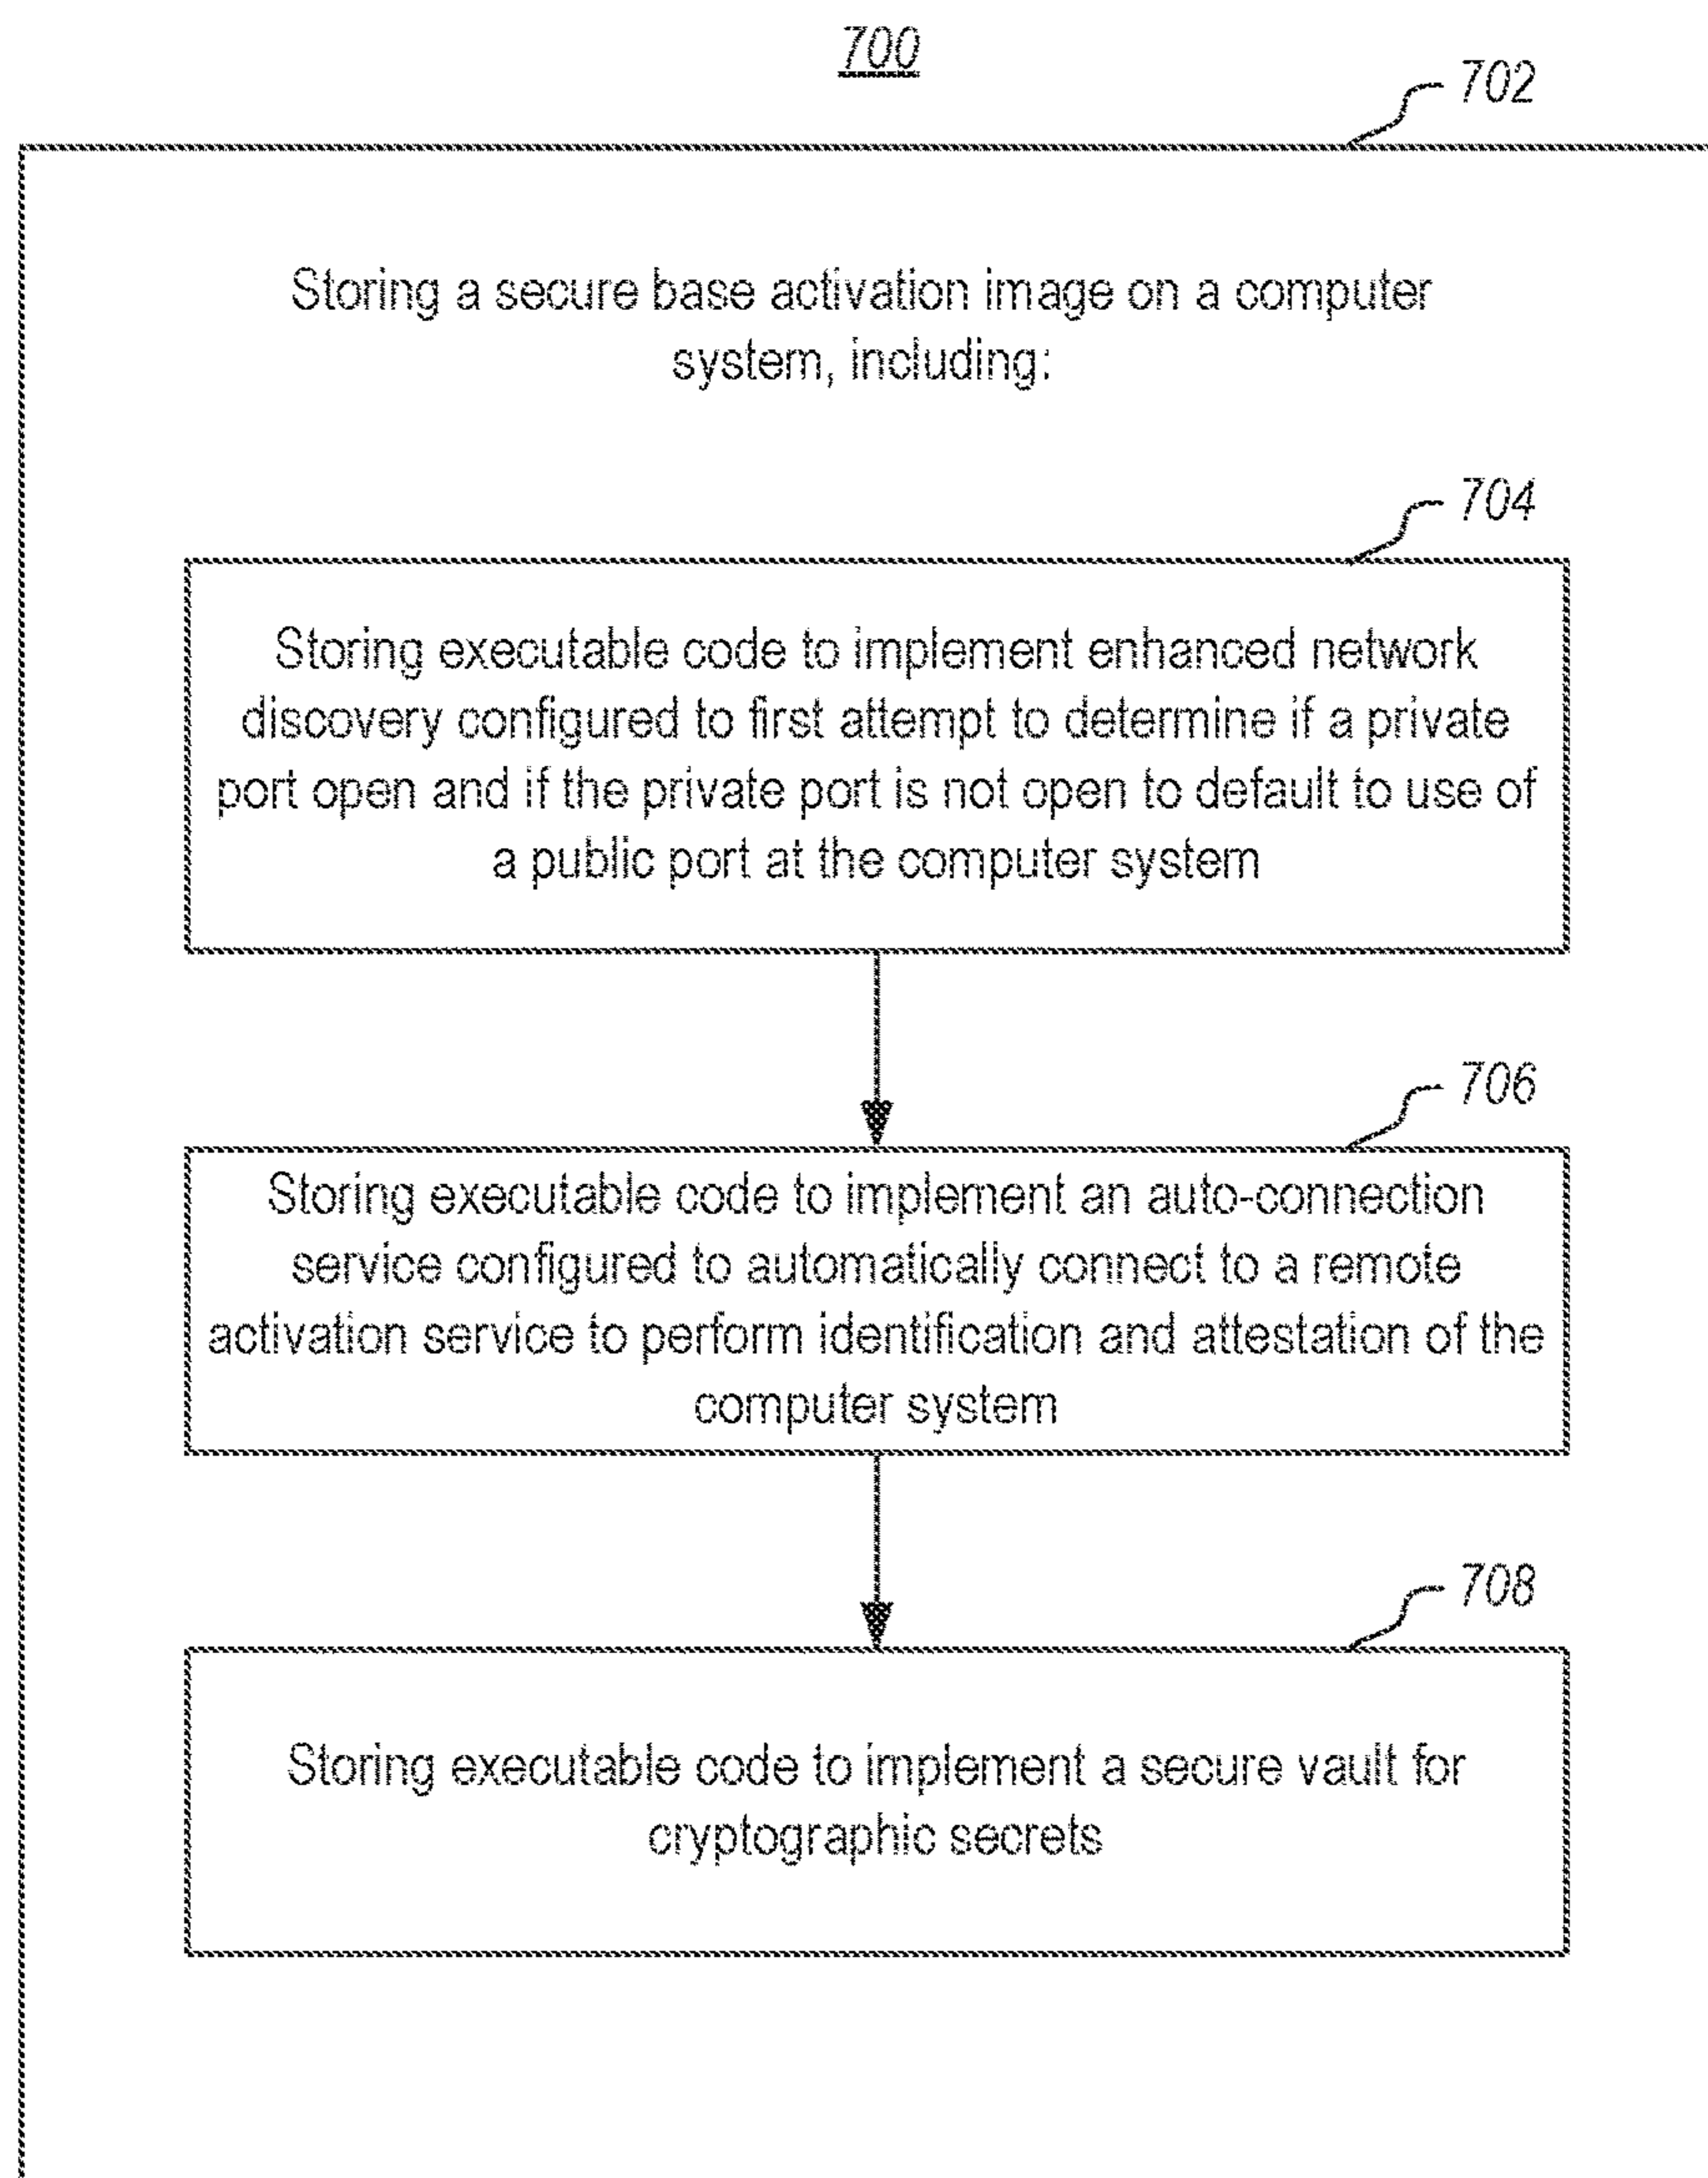 700
702
Storing a secure base activation image on a computer
system, including:
704
Storing executable code to implement enhanced network
discovery configured to first attempt to determine if a private
port open and if the private port is not open to default to use of
a public port at the computer system
706
Storing executable code to implement an auto-connection
service configured to automatically connect to a remote
activation service to perform identification and attestation of the
computer system
708
Storing executable code to implement a secure vault for
cryptographic secrets